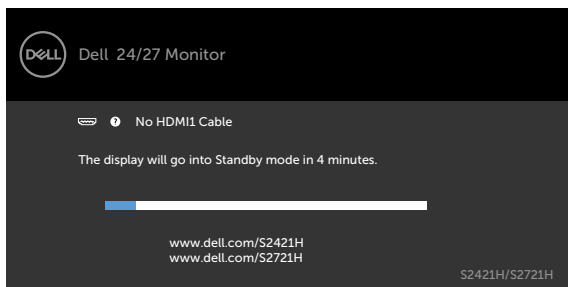 DELL
Dell 24/27 Monitor
? No HDMI1 Cable
The display will go into Standby mode in 4 minutes.
www.dell.com/S2421H
www.dell.com/S2721H
S2421H/S2721H